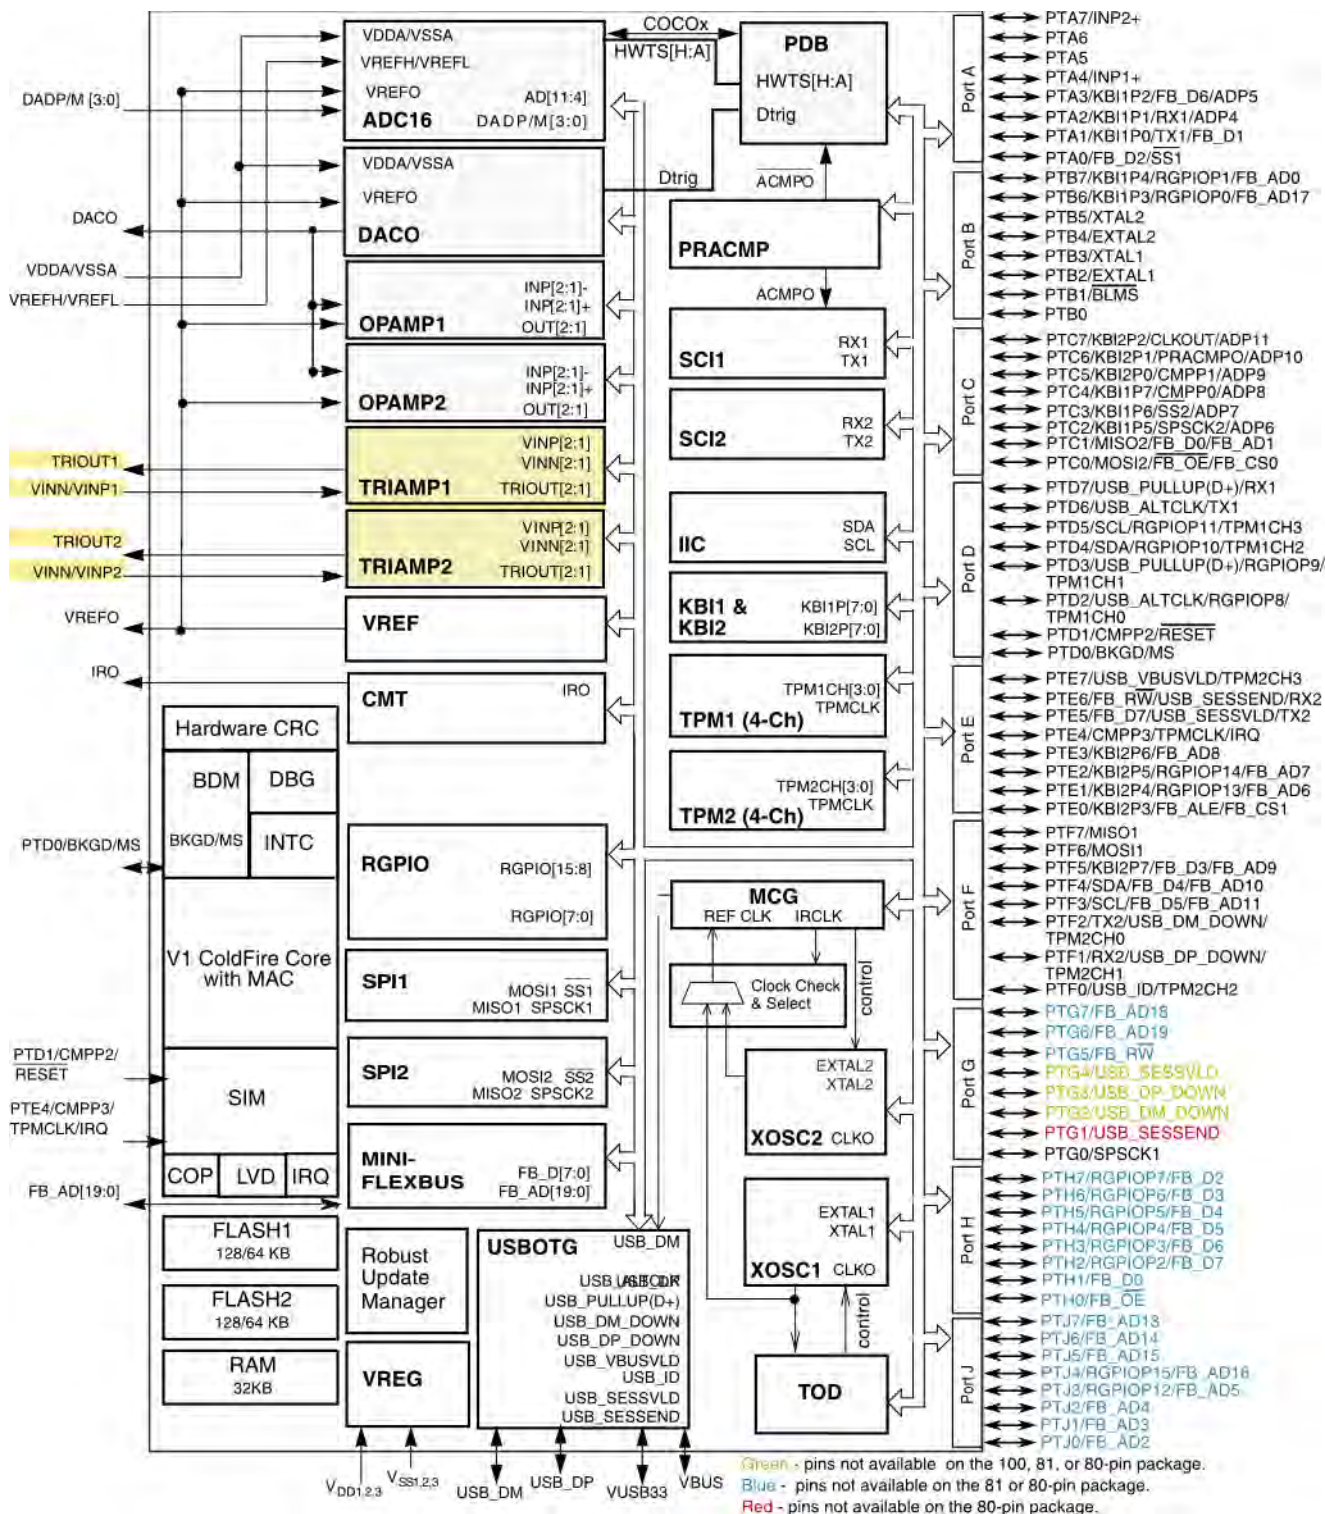 COCOx
HWTS[H:A]
VDDA/VSSA
VREFH/VREFL
VREFO
AD[11:4]
ADC16
DADP/M[3:0]
DADP/M [3:0]
PDB
HWTS[H:A]
Dtrig
VDDA/VSSA
VREFO
DACO
Dtrig
ACMPO
DACO
PRACMP
VDDA/VSSA
VREFH/VREFL
INP[2:1]-
INP[2:1]+
OPAMP1
OUT[2:1]
ACMPO
SCI1
RX1
TX1
INP[2:1]-
INP[2:1]+
OPAMP2
OUT[2:1]
SCI2
RX2
TX2
TRIOUT1
VINN/VINP1
VINP[2:1]
VINN[2:1]
TRIAMP1
TRIOUT[2:1]
TRIOUT2
VINN/VINP2
VINP[2:1]
VINN[2:1]
TRIAMP2
TRIOUT[2:1]
IIC
SDA
SCL
VREFO
VREF
KBI1 &
KBI2
KBI1P[7:0]
KBI2P[7:0]
IRO
CMT
IRO
TPM1CH[3:0]
TPMCLK
TPM1 (4-Ch)
TPM2CH[3:0]
TPMCLK
TPM2 (4-Ch)
Hardware CRC
BDM
DBG
BKGD/MS
INTC
PTD0/BKGD/MS
V1 ColdFire Core
with MAC
PTD1/CMPP2/
RESET
SIM
PTE4/CMPP3/
TPMCLK/IRQ
COP
LVD
IRQ
FB_AD[19:0]
RGPIO
RGPIO[15:8]
RGPIO[7:0]
SPI1
MOSI1 SS1
MISO1 SPSCK1
SPI2
MOSI2 SS2
MISO2 SPSCK2
MINI-
FLEXBUS
FB_D[7:0]
FB_AD[19:0]
MCG
REF CLK
IRCLK
Clock Check
& Select
control
EXTAL2
XTAL2
XOSC2
CLKO
EXTAL1
XTAL1
XOSC1
CLKO
control
TOD
FLASH1
128/64 KB
FLASH2
128/64 KB
RAM
32KB
Robust
Update
Manager
VREG
USBOTG
USB_DM
USB_PULLUP(D+)
USB_DM_DOWN
USB_DP_DOWN
USB_VBUSVLD
USB_ID
USB_SESSVLD
USB_SESSEND
VDD1,2,3
VSS1,2,3
USB_DM
USB_DP
VUSB33
VBUS
Port A
PTA7/INP2+
PTA6
PTA5
PTA4/INP1+
PTA3/KBI1P2/FB_D6/ADP5
PTA2/KBI1P1/RX1/ADP4
PTA1/KBI1P0/TX1/FB_D1
PTA0/FB_D2/SS1
Port B
PTB7/KBI1P4/RGPIOP1/FB_AD0
PTB6/KBI1P3/RGPIOP0/FB_AD17
PTB5/XTAL2
PTB4/EXTAL2
PTB3/XTAL1
PTB2/EXTAL1
PTB1/BLMS
PTB0
Port C
PTC7/KBI2P2/CLKOUT/ADP11
PTC6/KBI2P1/PRACMPO/ADP10
PTC5/KBI2P0/CMPP1/ADP9
PTC4/KBI1P7/CMPP0/ADP8
PTC3/KBI1P6/SS2/ADP7
PTC2/KBI1P5/SPSCK2/ADP6
PTC1/MISO2/FB_D0/FB_AD1
PTC0/MOSI2/FB_OE/FB_CS0
Port D
PTD7/USB_PULLUP(D+)/RX1
PTD6/USB_ALTCLK/TX1
PTD5/SCL/RGPIOP11/TPM1CH3
PTD4/SDA/RGPIOP10/TPM1CH2
PTD3/USB_PULLUP(D+)/RGPIOP9/
TPM1CH1
PTD2/USB_ALTCLK/RGPIOP8/
TPM1CH0
PTD1/CMPP2/RESET
PTD0/BKGD/MS
Port E
PTE7/USB_VBUSVLD/TPM2CH3
PTE6/FB_RW/USB_SESSEND/RX2
PTE5/FB_D7/USB_SESSVLD/TX2
PTE4/CMPP3/TPMCLK/IRQ
PTE3/KBI2P6/FB_AD8
PTE2/KBI2P5/RGPIOP14/FB_AD7
PTE1/KBI2P4/RGPIOP13/FB_AD6
PTE0/KBI2P3/FB_ALE/FB_CS1
Port F
PTF7/MISO1
PTF6/MOSI1
PTF5/KBI2P7/FB_D3/FB_AD9
PTF4/SDA/FB_D4/FB_AD10
PTF3/SCL/FB_D5/FB_AD11
PTF2/TX2/USB_DM_DOWN/
TPM2CH0
PTF1/RX2/USB_DP_DOWN/
TPM2CH1
PTF0/USB_ID/TPM2CH2
Port G
PTG7/FB_AD18
PTG6/FB_AD19
PTG5/FB_RW
PTG4/USB_SESSVLD
PTG3/USB_DP_DOWN
PTG2/USB_DM_DOWN
PTG1/USB_SESSEND
PTG0/SPSCK1
Port H
PTH7/RGPIOP7/FB_D2
PTH6/RGPIOP6/FB_D3
PTH5/RGPIOP5/FB_D4
PTH4/RGPIOP4/FB_D5
PTH3/RGPIOP3/FB_D6
PTH2/RGPIOP2/FB_D7
PTH1/FB_D0
PTH0/FB_OE
Port J
PTJ7/FB_AD13
PTJ6/FB_AD14
PTJ5/FB_AD15
PTJ4/RGPIOP15/FB_AD16
PTJ3/RGPIOP12/FB_AD5
PTJ2/FB_AD4
PTJ1/FB_AD3
PTJ0/FB_AD2
Green - pins not available on the 100, 81, or 80-pin package.
Blue - pins not available on the 81 or 80-pin package.
Red - pins not available on the 80-pin package.